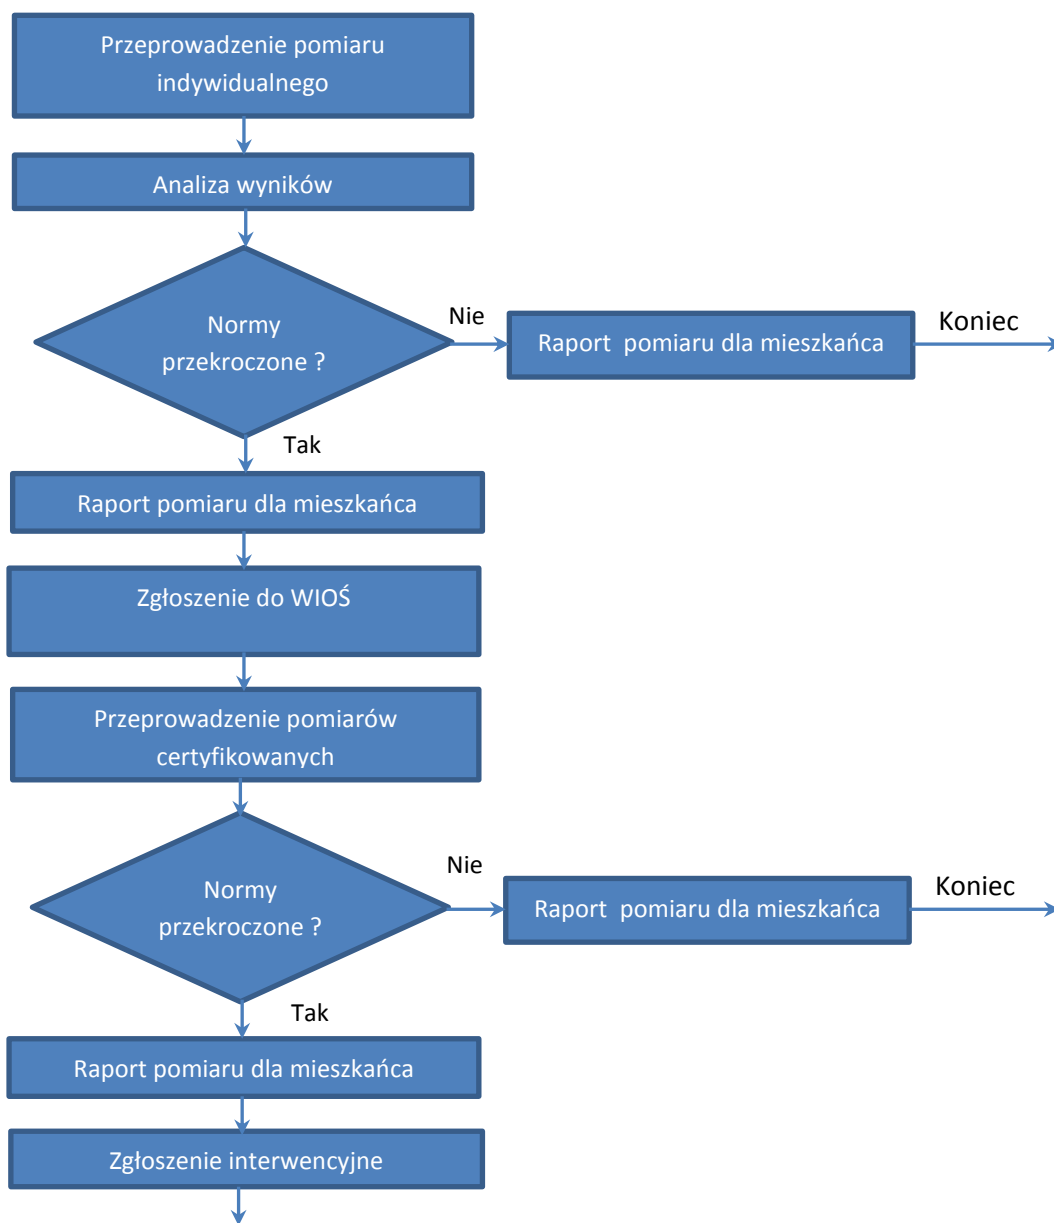 Przeprowadzenie pomiaru
indywidualnego
Analiza wyników
Normy
przekroczone ?
Nie
Raport  pomiaru dla mieszkańca
Koniec
Tak
Raport pomiaru dla mieszkańca
Zgłoszenie do WIOŚ
Przeprowadzenie pomiarów
certyfikowanych
Normy
przekroczone ?
Nie
Raport  pomiaru dla mieszkańca
Koniec
Tak
Raport pomiaru dla mieszkańca
Zgłoszenie interwencyjne